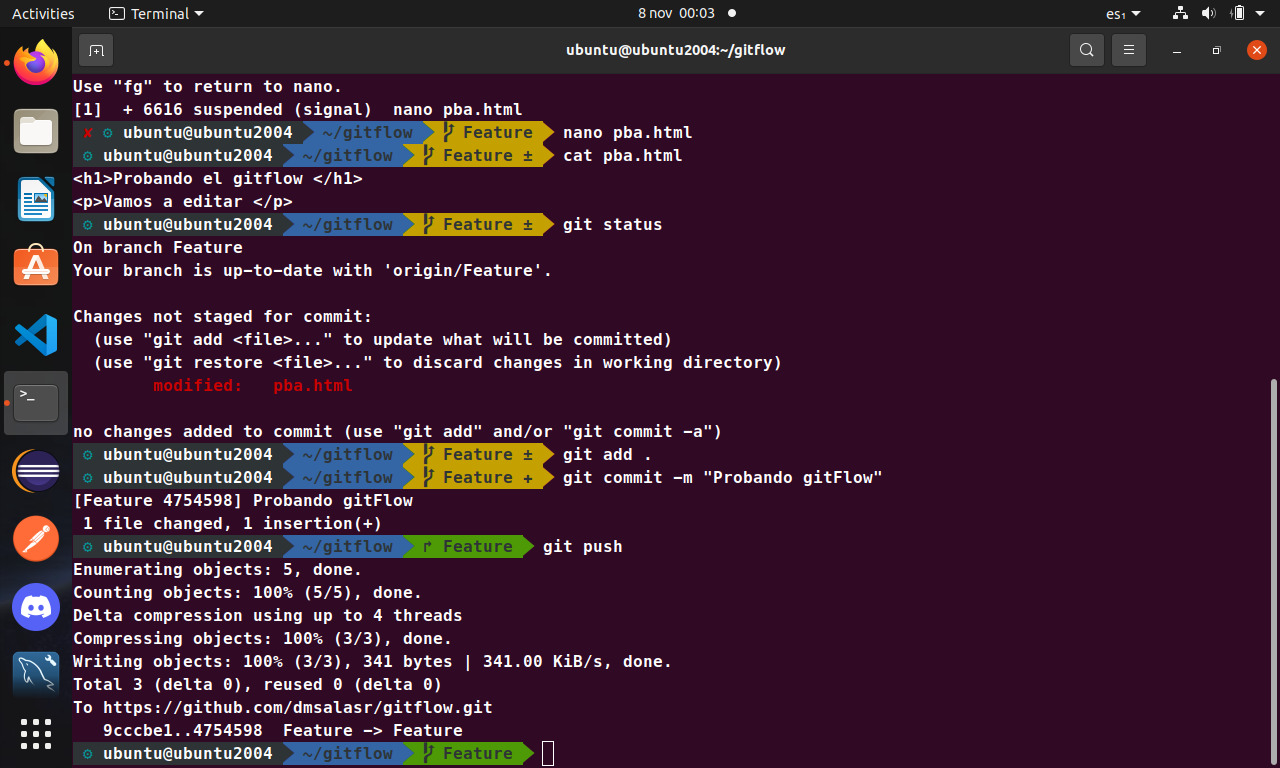 Activities Terminal 8 nov 00:03 es₁
ubuntu@ubuntu2004:~/gitflow
Use "fg" to return to nano.
[1]  + 6616 suspended (signal)  nano pba.html
✘ ⚙ ubuntu@ubuntu2004 ~/gitflow Feature nano pba.html
⚙ ubuntu@ubuntu2004 ~/gitflow Feature ± cat pba.html
<h1>Probando el gitflow </h1>
<p>Vamos a editar </p>
⚙ ubuntu@ubuntu2004 ~/gitflow Feature ± git status
On branch Feature
Your branch is up-to-date with 'origin/Feature'.
Changes not staged for commit:
  (use "git add <file>..." to update what will be committed)
  (use "git restore <file>..." to discard changes in working directory)
        modified:   pba.html
no changes added to commit (use "git add" and/or "git commit -a")
⚙ ubuntu@ubuntu2004 ~/gitflow Feature ± git add .
⚙ ubuntu@ubuntu2004 ~/gitflow Feature + git commit -m "Probando gitFlow"
[Feature 4754598] Probando gitFlow
 1 file changed, 1 insertion(+)
⚙ ubuntu@ubuntu2004 ~/gitflow ↱ Feature git push
Enumerating objects: 5, done.
Counting objects: 100% (5/5), done.
Delta compression using up to 4 threads
Compressing objects: 100% (3/3), done.
Writing objects: 100% (3/3), 341 bytes | 341.00 KiB/s, done.
Total 3 (delta 0), reused 0 (delta 0)
To https://github.com/dmsalasr/gitflow.git
   9cccbe1..4754598  Feature -> Feature
⚙ ubuntu@ubuntu2004 ~/gitflow Feature